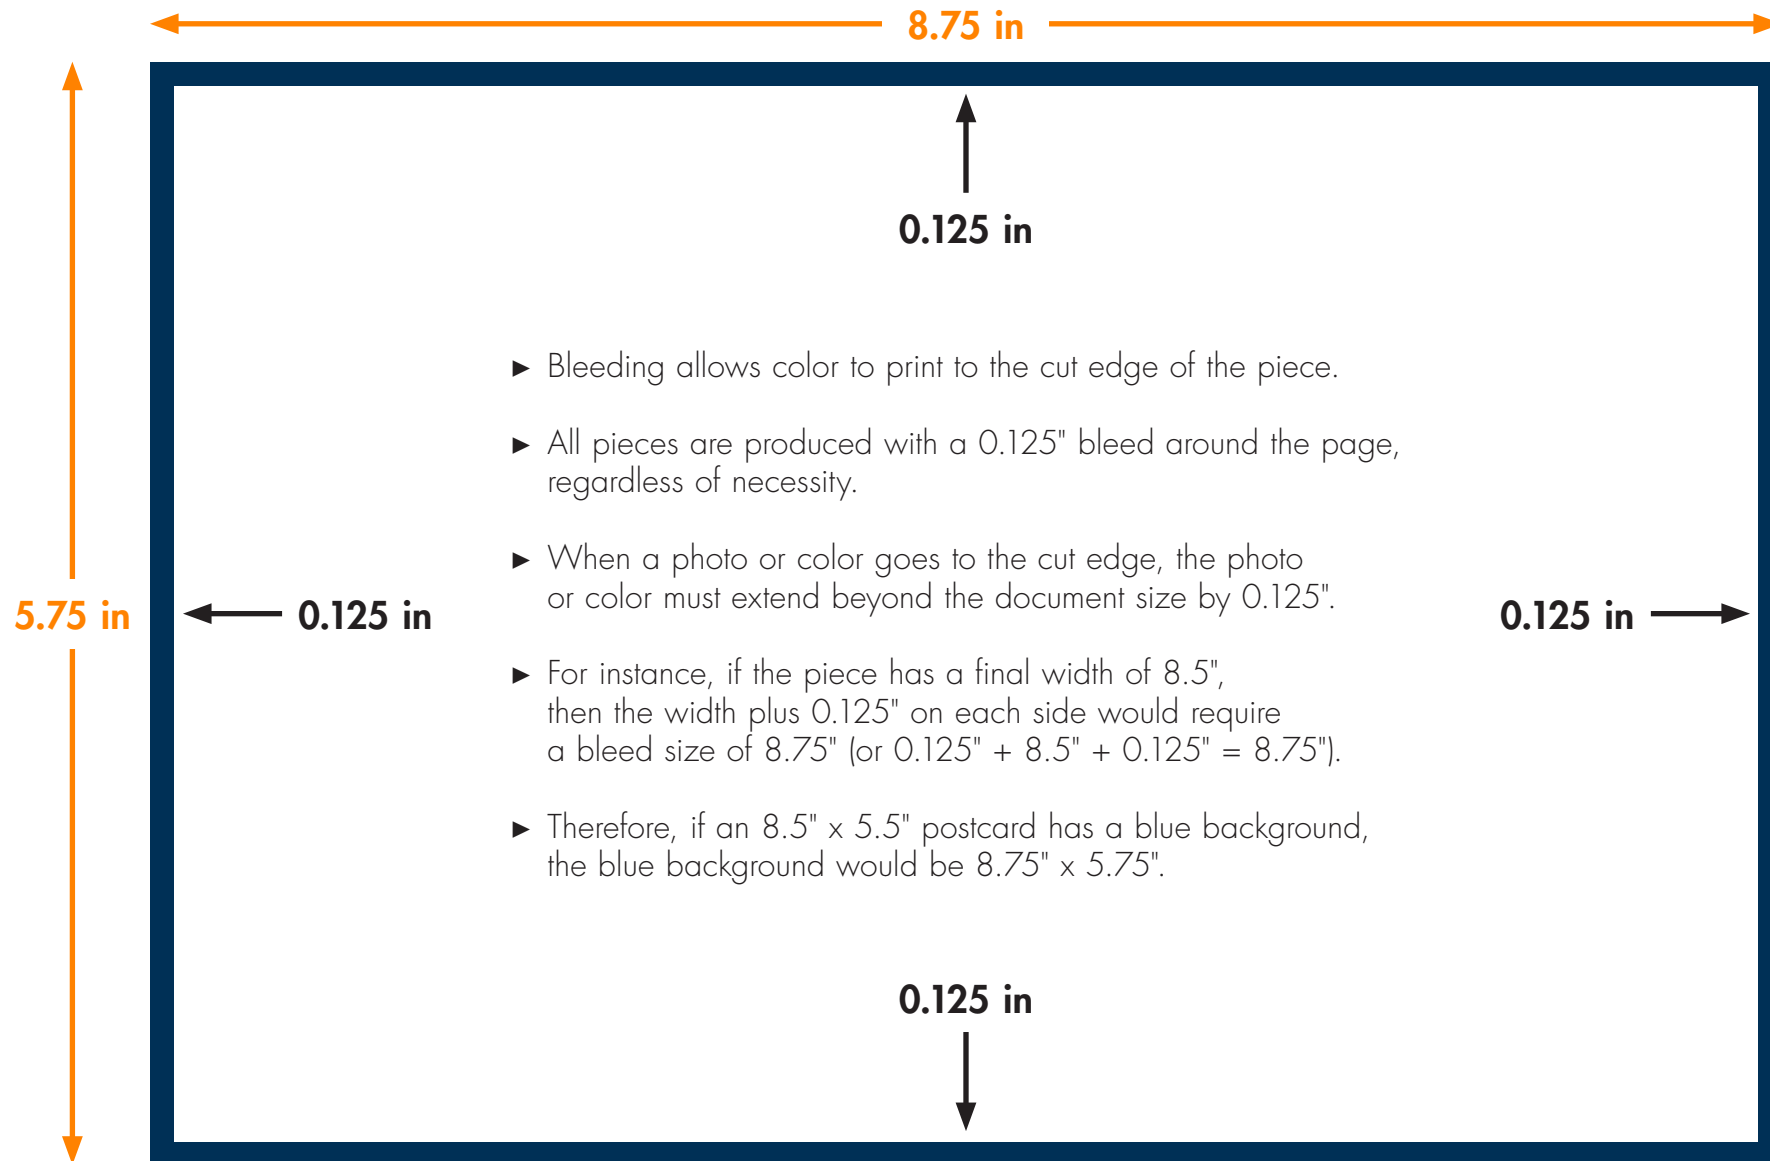 8.75 in
0.125 in
► Bleeding allows color to print to the cut edge of the piece.
► All pieces are produced with a 0.125" bleed around the page,
regardless of necessity.
► When a photo or color goes to the cut edge, the photo
or color must extend beyond the document size by 0.125".
5.75 in
0.125 in
0.125 in
► For instance, if the piece has a final width of 8.5",
then the width plus 0.125" on each side would require
a bleed size of 8.75" (or 0.125" + 8.5" + 0.125" = 8.75").
► Therefore, if an 8.5" x 5.5" postcard has a blue background,
the blue background would be 8.75" x 5.75".
0.125 in